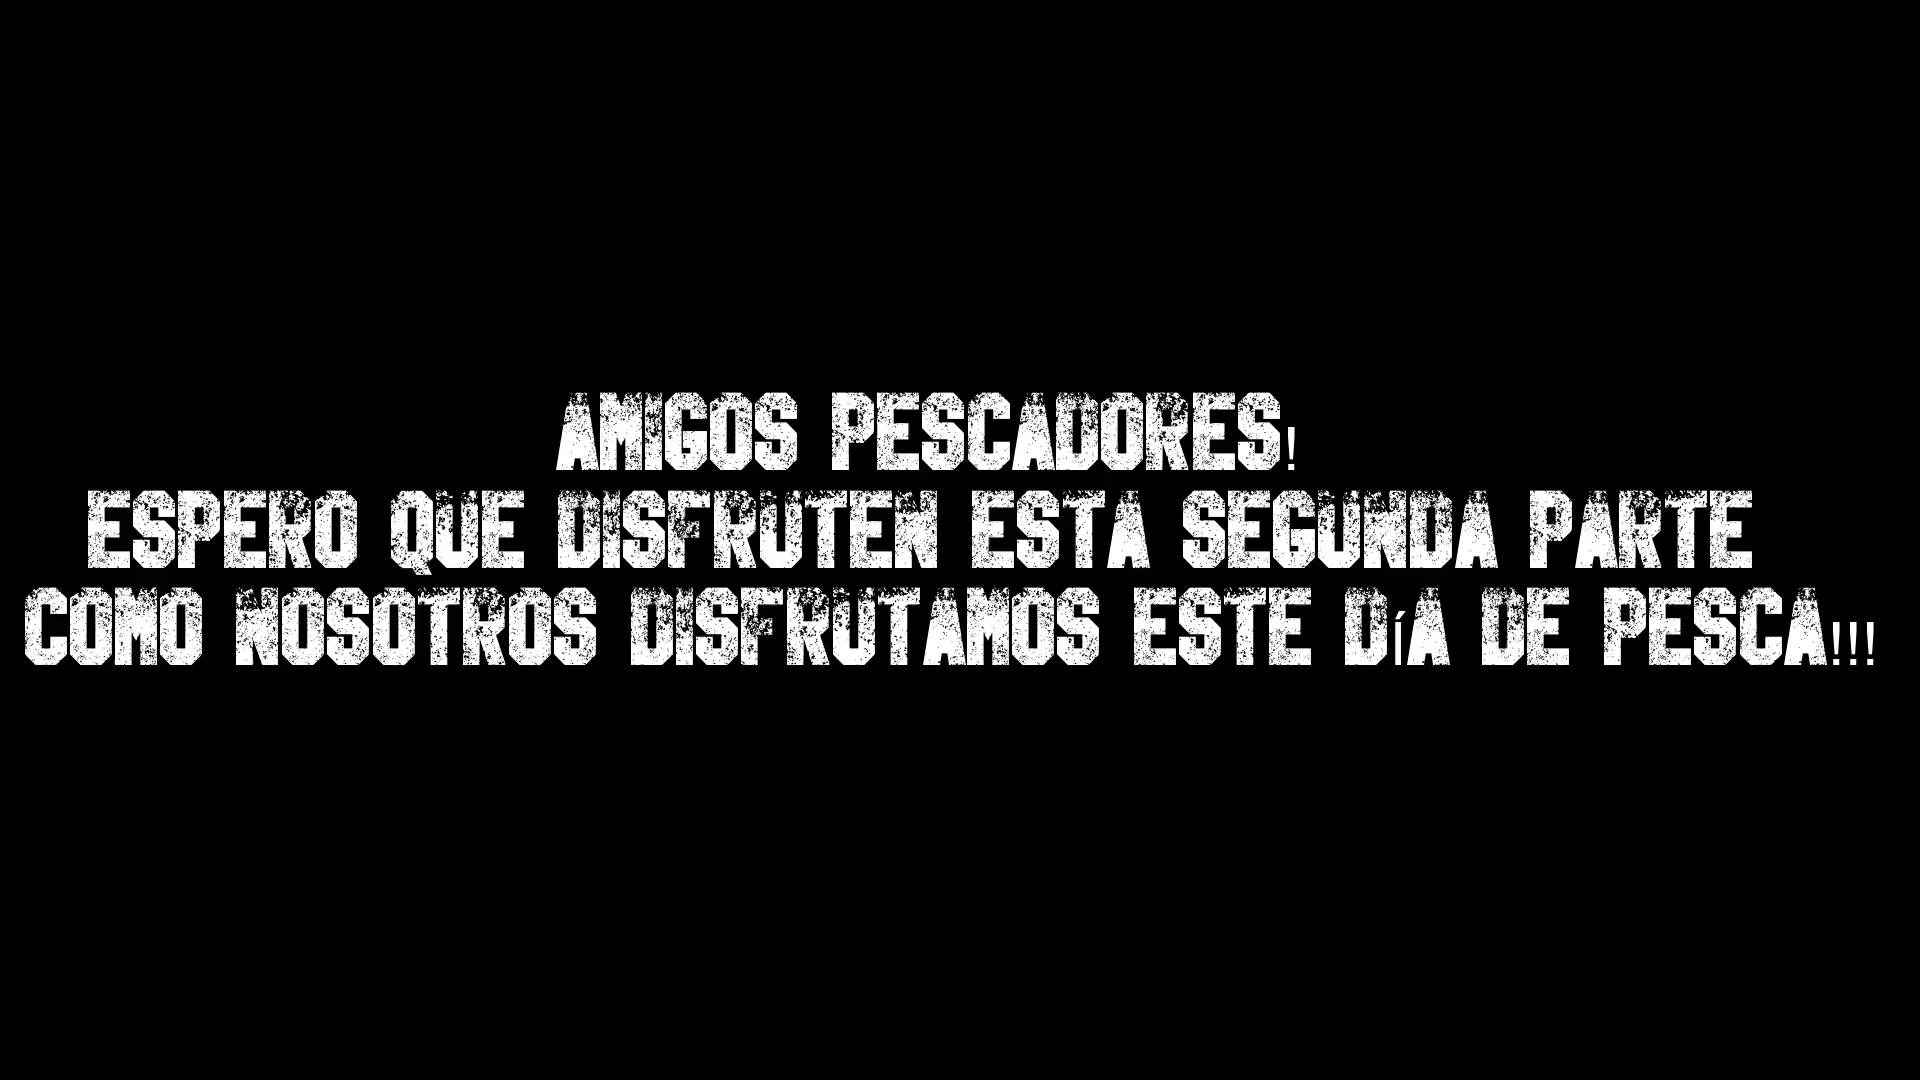 AMIGOS PESCADORES!
ESPERO QUE DISFRUTEN ESTA SEGUNDA PARTE
COMO NOSOTROS DISFRUTAMOS ESTE DíA DE PESCA!!!